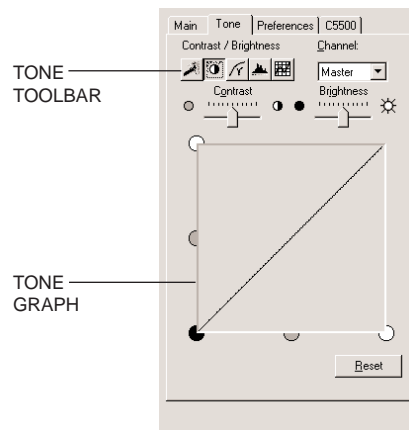 Main Tone Preferences C5500
Contrast / Brightness Channel:
Master
Contrast Brightness
TONE
TOOLBAR
TONE
GRAPH
Reset